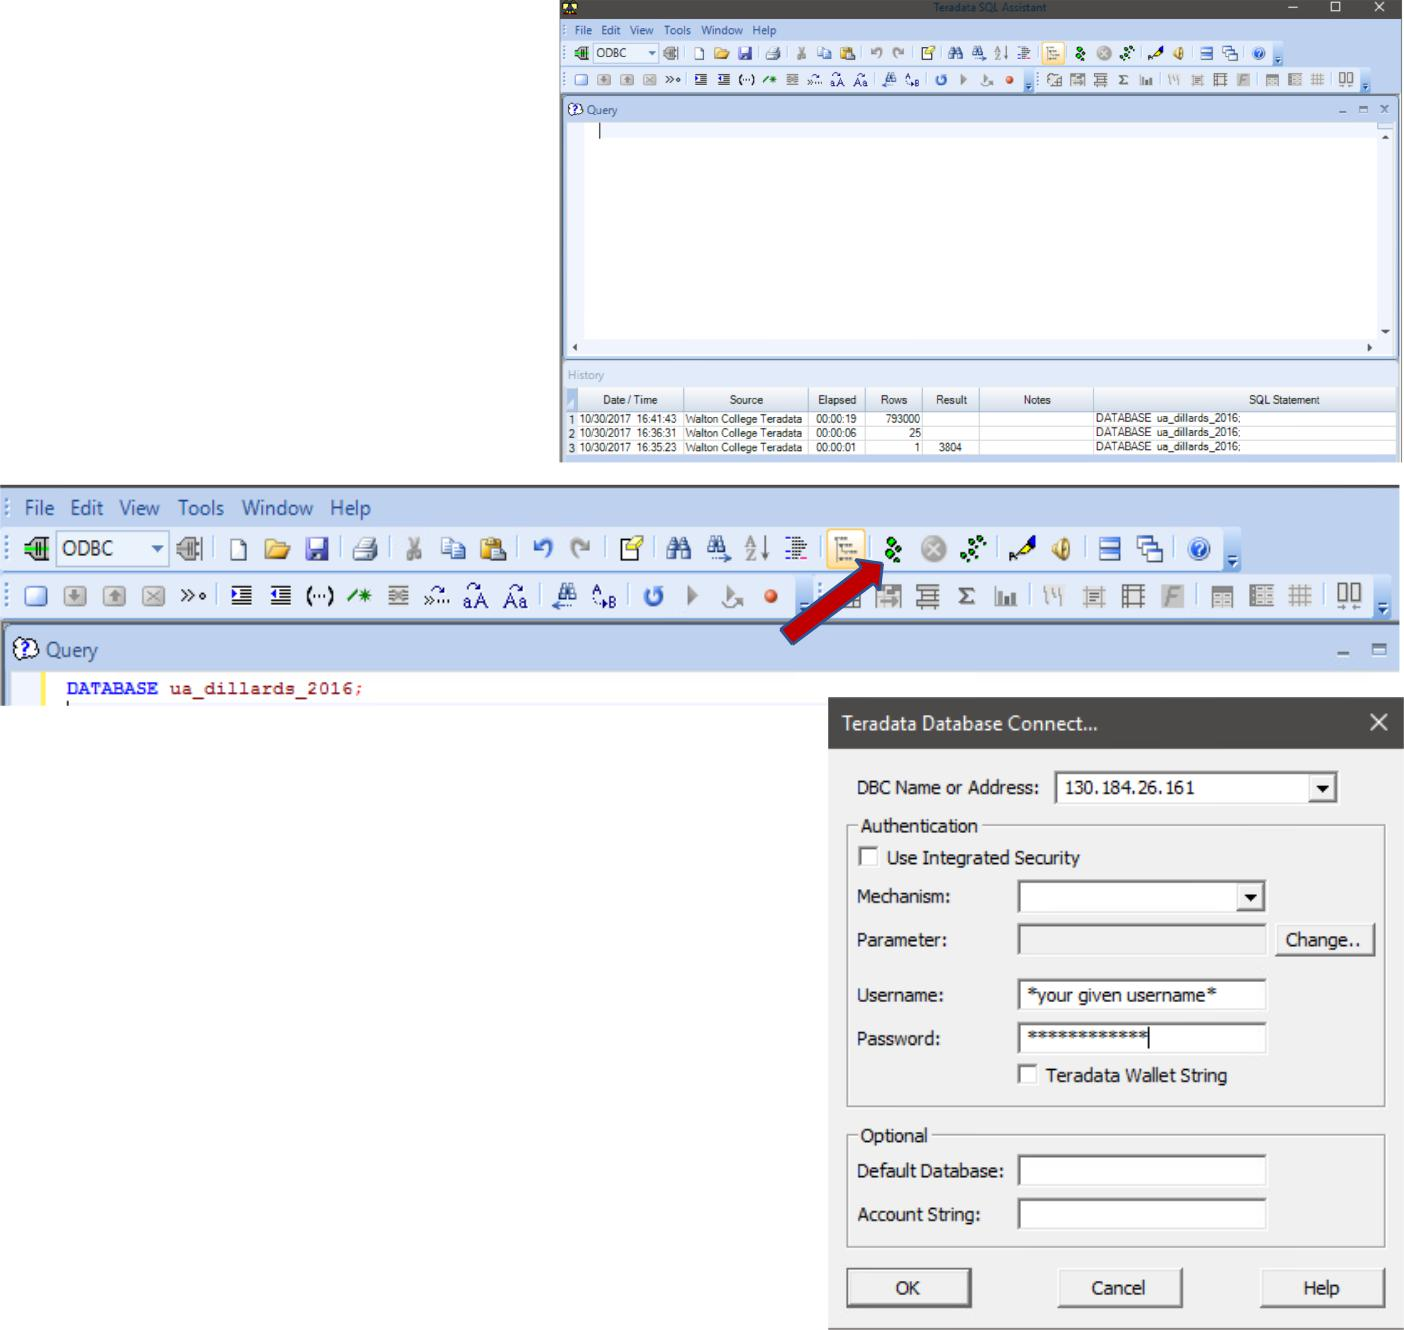 Teradata SQL Assistant
File Edit View Tools Window Help
ODBC
Query
History
Date / Time Source Elapsed Rows Result Notes SQL Statement
1 10/30/2017 16:41:43 Walton College Teradata 00:00:19 793000 DATABASE ua_dillards_2016;
2 10/30/2017 16:36:31 Walton College Teradata 00:00:06 25 DATABASE ua_dillards_2016;
3 10/30/2017 16:35:23 Walton College Teradata 00:00:01 1 3804 DATABASE ua_dillards_2016;
File Edit View Tools Window Help
ODBC
Query
DATABASE ua_dillards_2016;
Teradata Database Connect...
DBC Name or Address: 130.184.26.161
Authentication
Use Integrated Security
Mechanism:
Parameter: Change..
Username: *your given username*
Password: ************
Teradata Wallet String
Optional
Default Database:
Account String:
OK Cancel Help